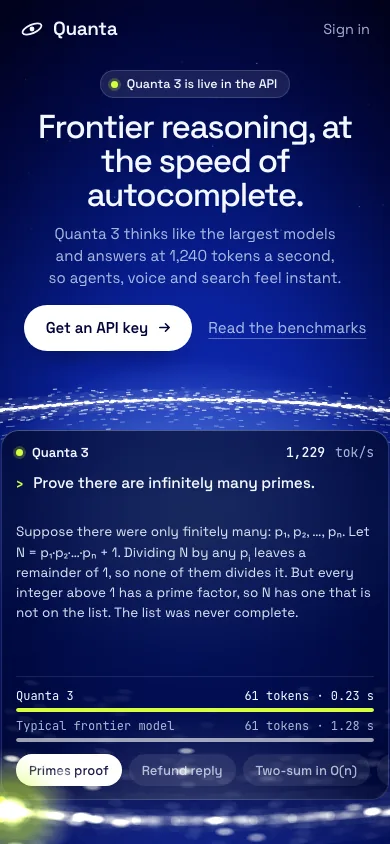 Quanta
Sign in
Quanta 3 is live in the API
Frontier reasoning, at
the speed of
autocomplete.
Quanta 3 thinks like the largest models
and answers at 1,240 tokens a second,
so agents, voice and search feel instant.
Get an API key →
Read the benchmarks
Quanta 3
1,229 tok/s
> Prove there are infinitely many primes.
Suppose there were only finitely many: p₁, p₂, …, pₙ. Let
N = p₁·p₂·…·pₙ + 1. Dividing N by any pᵢ leaves a
remainder of 1, so none of them divides it. But every
integer above 1 has a prime factor, so N has one that is
not on the list. The list was never complete.
Quanta 3
61 tokens · 0.23 s
Typical frontier model
61 tokens · 1.28 s
Primes proof
Refund reply
Two-sum in O(n)